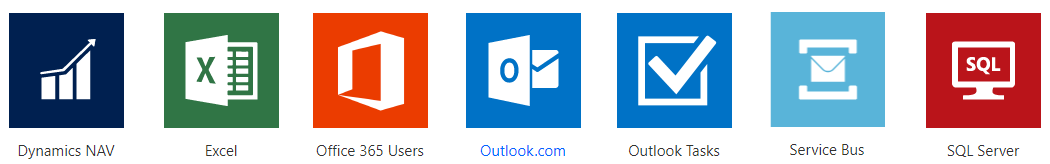 X
O
SQL
Dynamics NAV
Excel
Office 365 Users
Outlook.com
Outlook Tasks
Service Bus
SQL Server